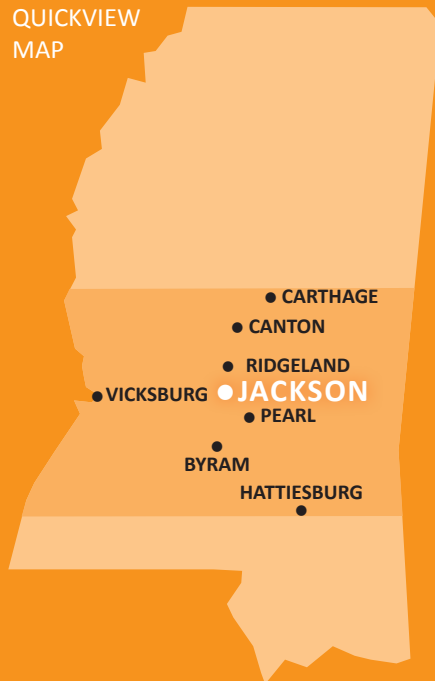 QUICKVIEW
MAP
CARTHAGE
CANTON
RIDGELAND
VICKSBURG
JACKSON
PEARL
BYRAM
HATTIESBURG